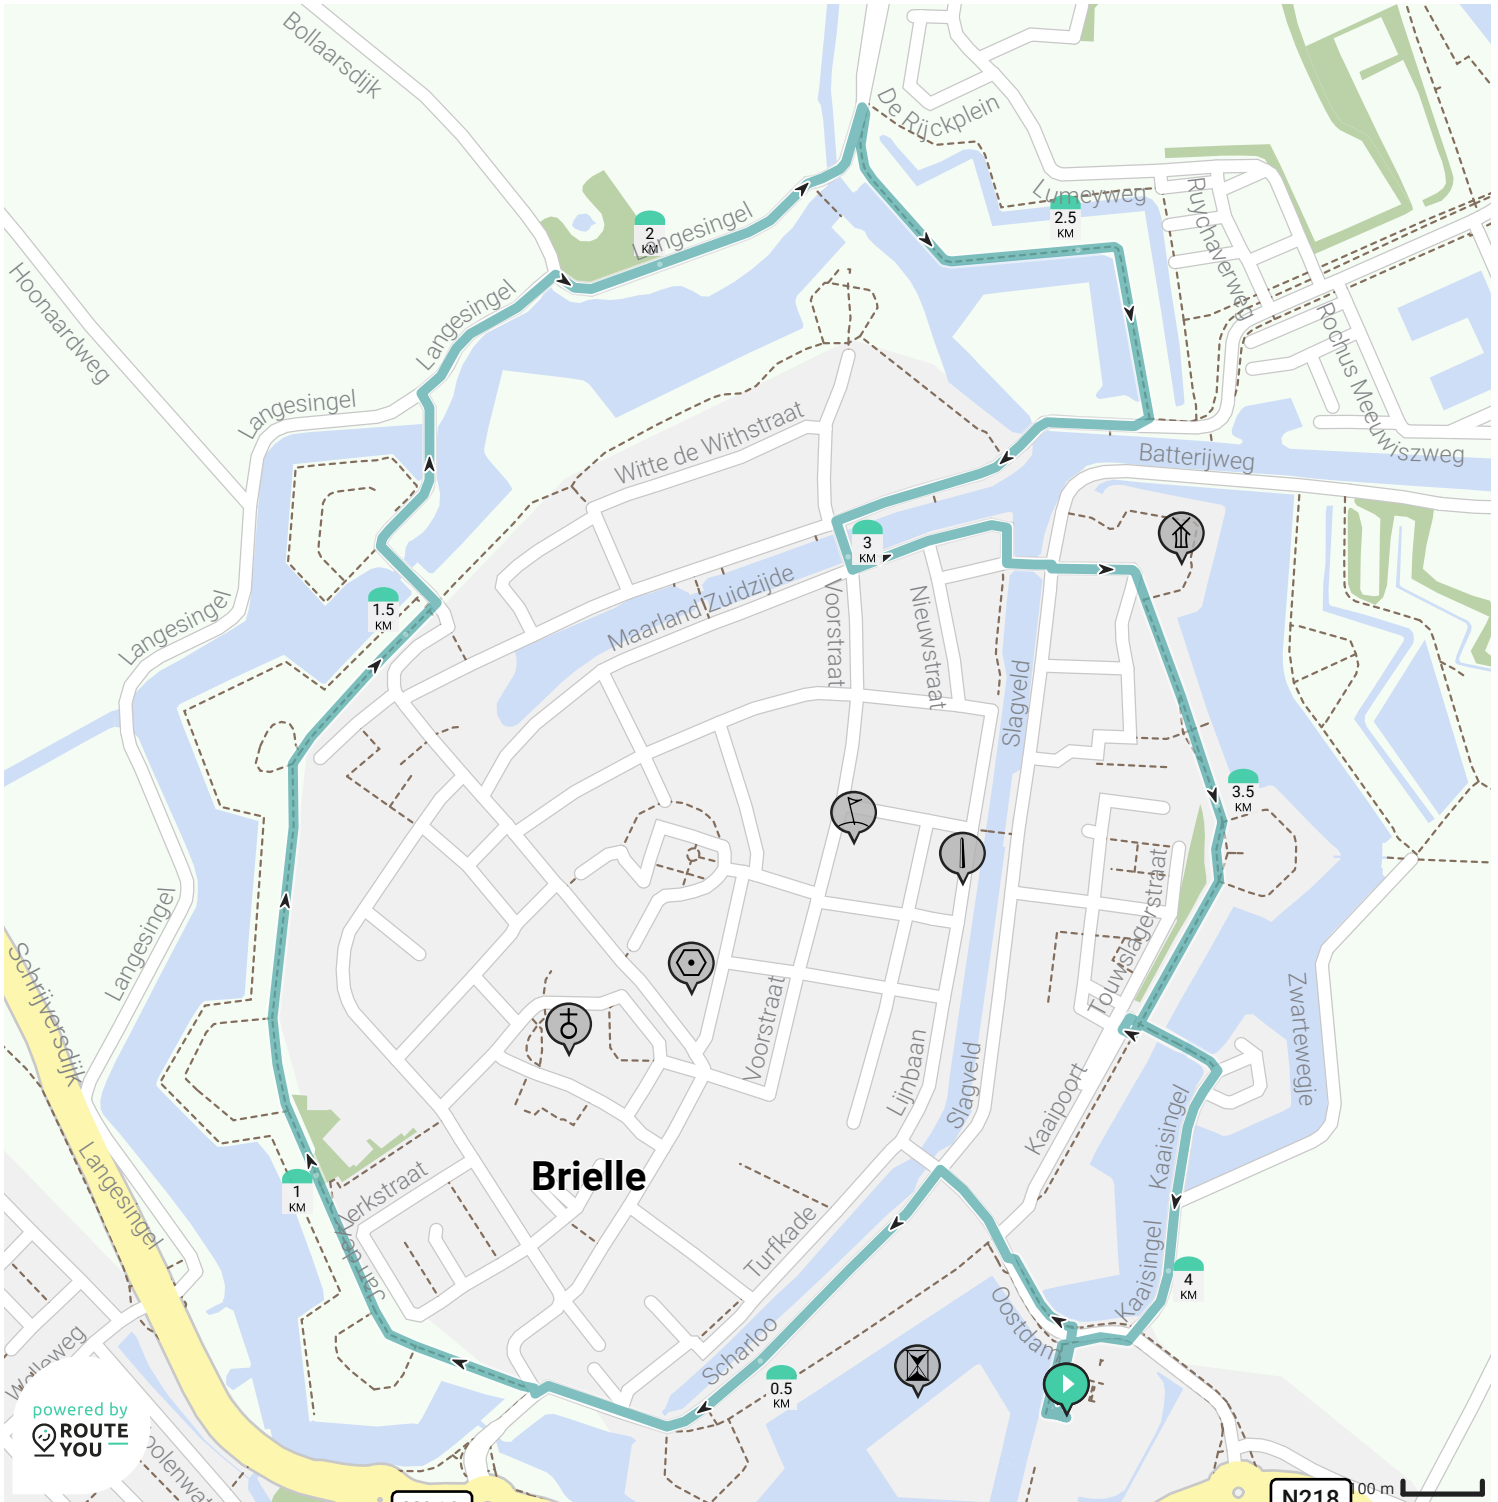 Bollaarsdijk
De Rijckplein
Lumeyweg
2.5
KM
Ruychaverweg
2
KM
Langesingel
Hoonaardweg
Langesingel
Rochus Meeuwiszweg
Langesingel
Witte de Withstraat
Batterijweg
3
KM
Maarland Zuidzijde
1.5
KM
Langesingel
Voorstraat
Nieuwstraat
Slagveld
3.5
KM
Touwslagerstraat
Langesingel
Schrijversdijk
Voorstraat
Lijnbaan
Slagveld
Kaaipoort
Zwartewegje
Kaaisingel
Brielle
Langesingel
1
KM
Turfkade
Kaaisingel
4
KM
Oostdam
Scharloo
0.5
KM
powered by
ROUTE
YOU
N218
100 m